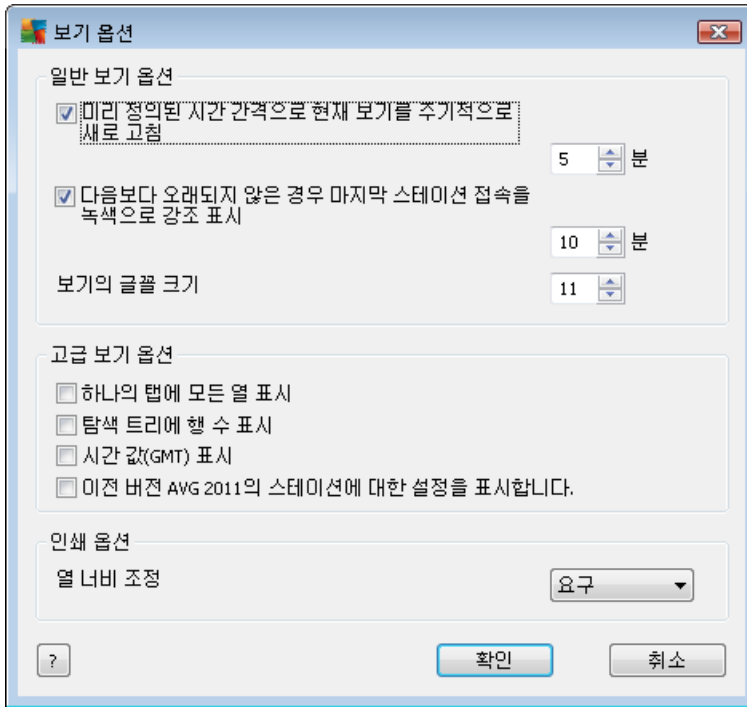 보기 옵션
일반 보기 옵션
미리 정의된 시간 간격으로 현재 보기를 주기적으로
새로 고침
5 분
다음보다 오래되지 않은 경우 마지막 스테이션 접속을
녹색으로 강조 표시
10 분
보기의 글꼴 크기 11
고급 보기 옵션
하나의 탭에 모든 열 표시
탐색 트리에 행 수 표시
시간 값(GMT) 표시
이전 버전 AVG 2011의 스테이션에 대한 설정을 표시합니다.
인쇄 옵션
열 너비 조정 요구
? 확인 취소